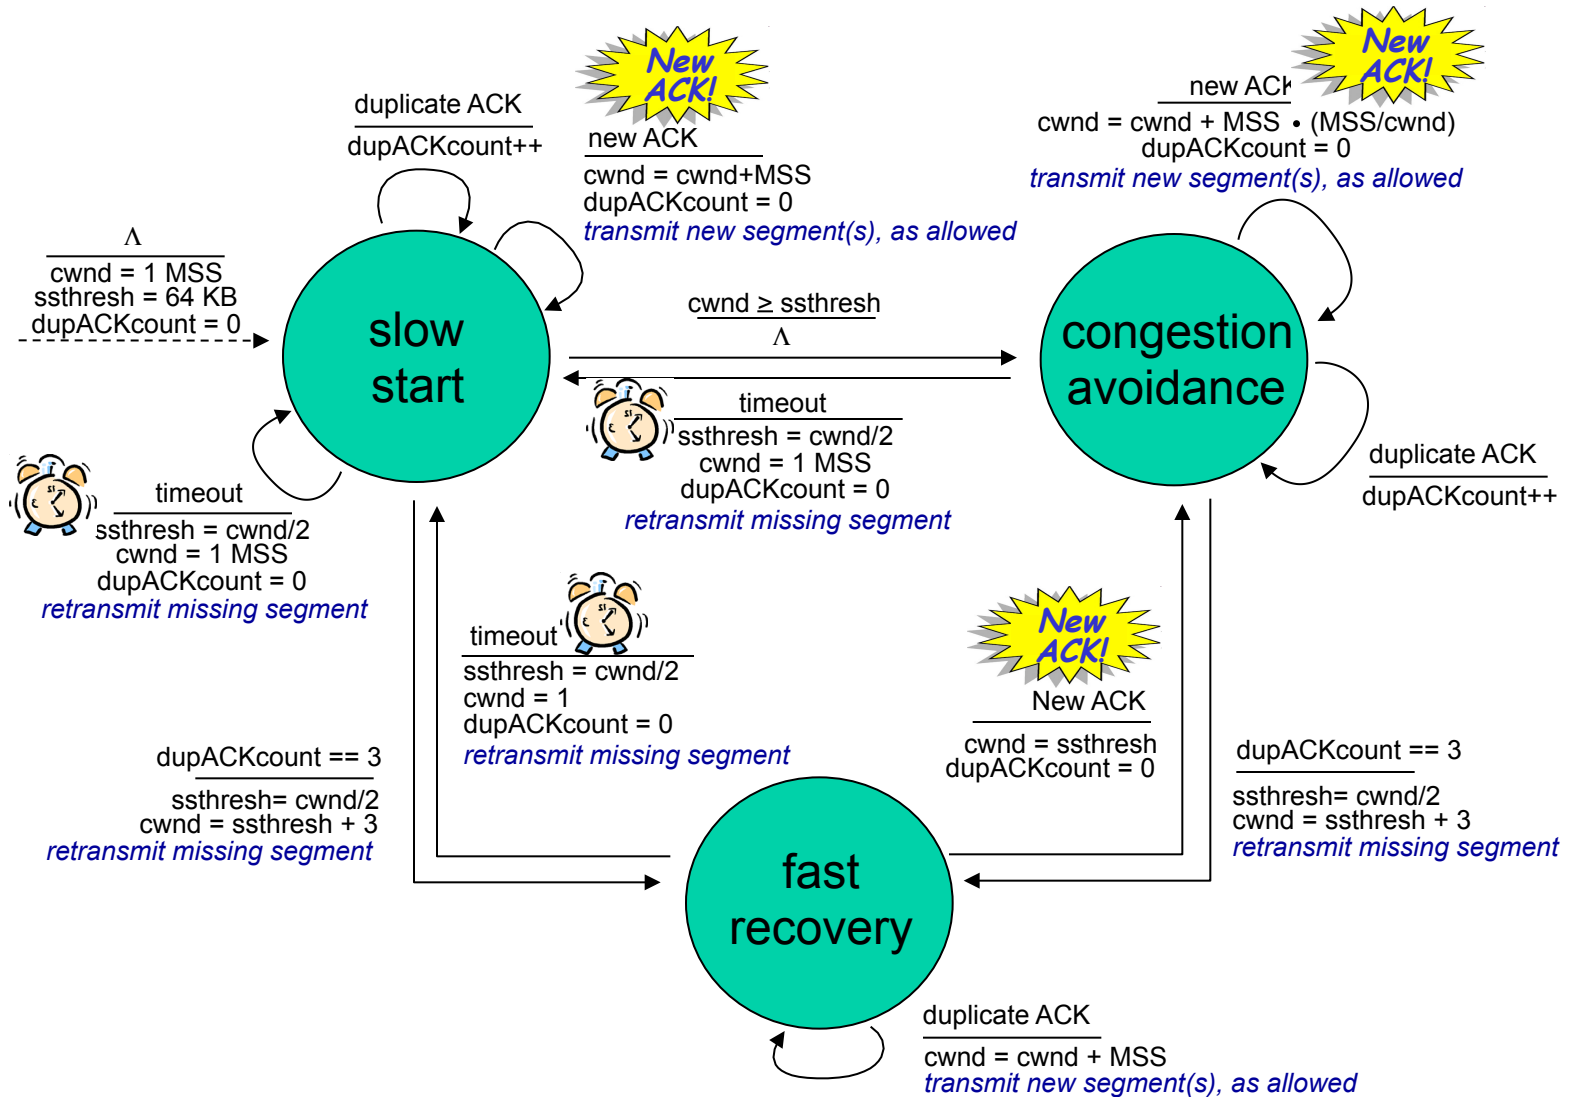 New
ACK!
duplicate ACK
dupACKcount++
new ACK
cwnd = cwnd+MSS
dupACKcount = 0
transmit new segment(s), as allowed
New
ACK!
new ACK
cwnd = cwnd + MSS • (MSS/cwnd)
dupACKcount = 0
transmit new segment(s), as allowed
Λ
cwnd = 1 MSS
ssthresh = 64 KB
dupACKcount = 0
slow
start
cwnd ≥ ssthresh
Λ
congestion
avoidance
timeout
ssthresh = cwnd/2
cwnd = 1 MSS
dupACKcount = 0
retransmit missing segment
duplicate ACK
dupACKcount++
timeout
ssthresh = cwnd/2
cwnd = 1 MSS
dupACKcount = 0
retransmit missing segment
timeout
ssthresh = cwnd/2
cwnd = 1
dupACKcount = 0
retransmit missing segment
New
ACK!
New ACK
cwnd = ssthresh
dupACKcount = 0
dupACKcount == 3
ssthresh= cwnd/2
cwnd = ssthresh + 3
retransmit missing segment
dupACKcount == 3
ssthresh= cwnd/2
cwnd = ssthresh + 3
retransmit missing segment
fast
recovery
duplicate ACK
cwnd = cwnd + MSS
transmit new segment(s), as allowed